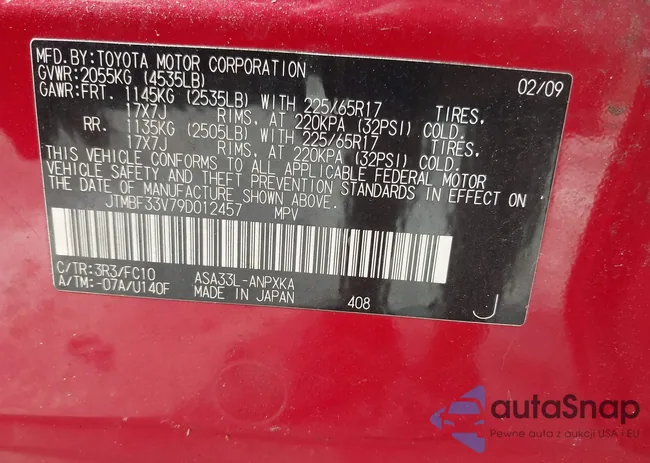 MFD. BY: TOYOTA MOTOR CORPORATION 02/09
GVWR: 2055KG (4535LB)
GAWR: FRT. 1145KG (2535LB) WITH 225/65R17 TIRES,
17X7J RIMS, AT 220KPA (32PSI) COLD.
RR. 1135KG (2505LB) WITH 225/65R17 TIRES,
17X7J RIMS, AT 220KPA (32PSI) COLD.
THIS VEHICLE CONFORMS TO ALL APPLICABLE FEDERAL MOTOR
VEHICLE SAFETY AND THEFT PREVENTION STANDARDS IN EFFECT ON
THE DATE OF MANUFACTURE SHOWN ABOVE.
JTMBF33V79D012457 MPV
C/TR: 3R3/FC10 ASA33L-ANPXKA
A/TM: -07A/U140F MADE IN JAPAN 408 J
autoSnap
Pewne auta z aukcji USA i EU